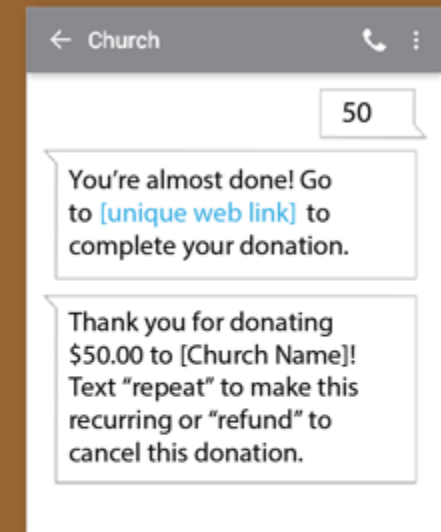 Church
50
You're almost done! Go
to [unique web link] to
complete your donation.
Thank you for donating
$50.00 to [Church Name]!
Text “repeat” to make this
recurring or “refund” to
cancel this donation.